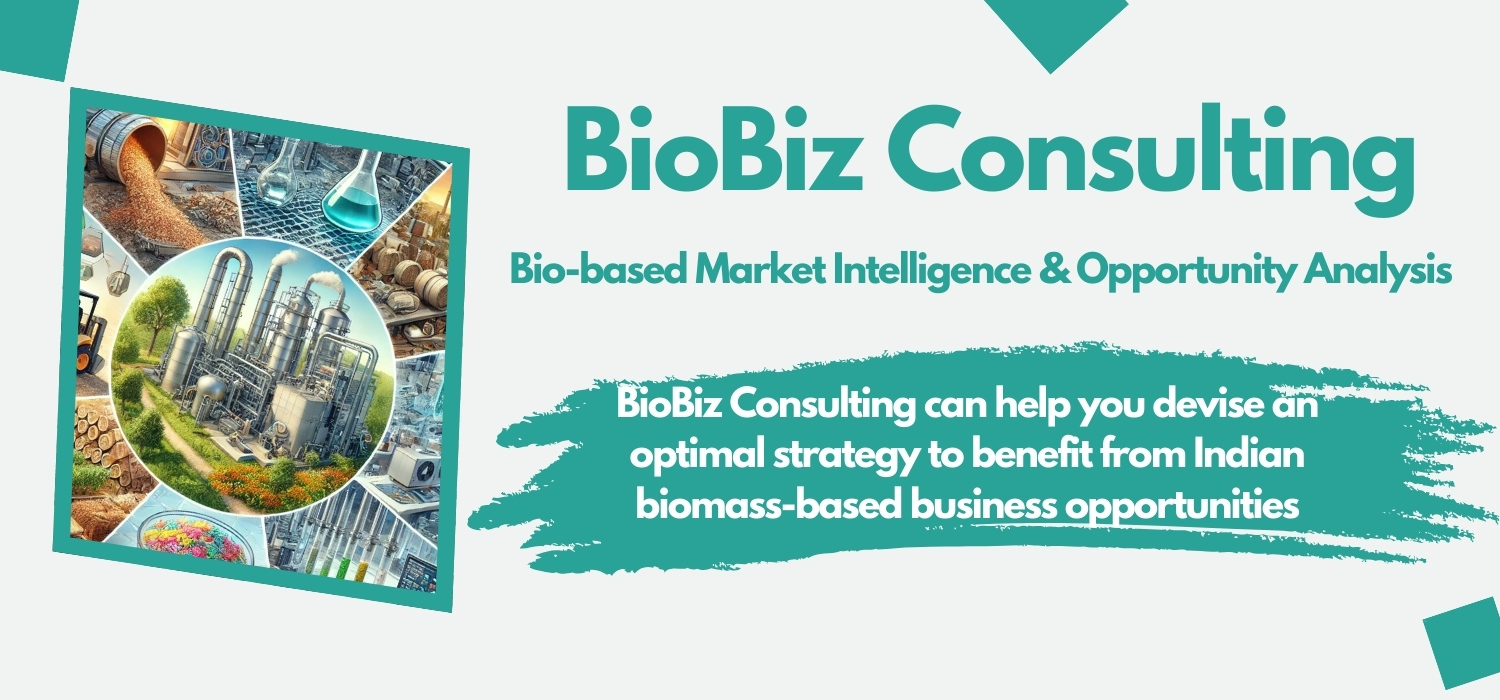 BioBiz Consulting
Bio-based Market Intelligence & Opportunity Analysis
BioBiz Consulting can help you devise an
optimal strategy to benefit from Indian
biomass-based business opportunities